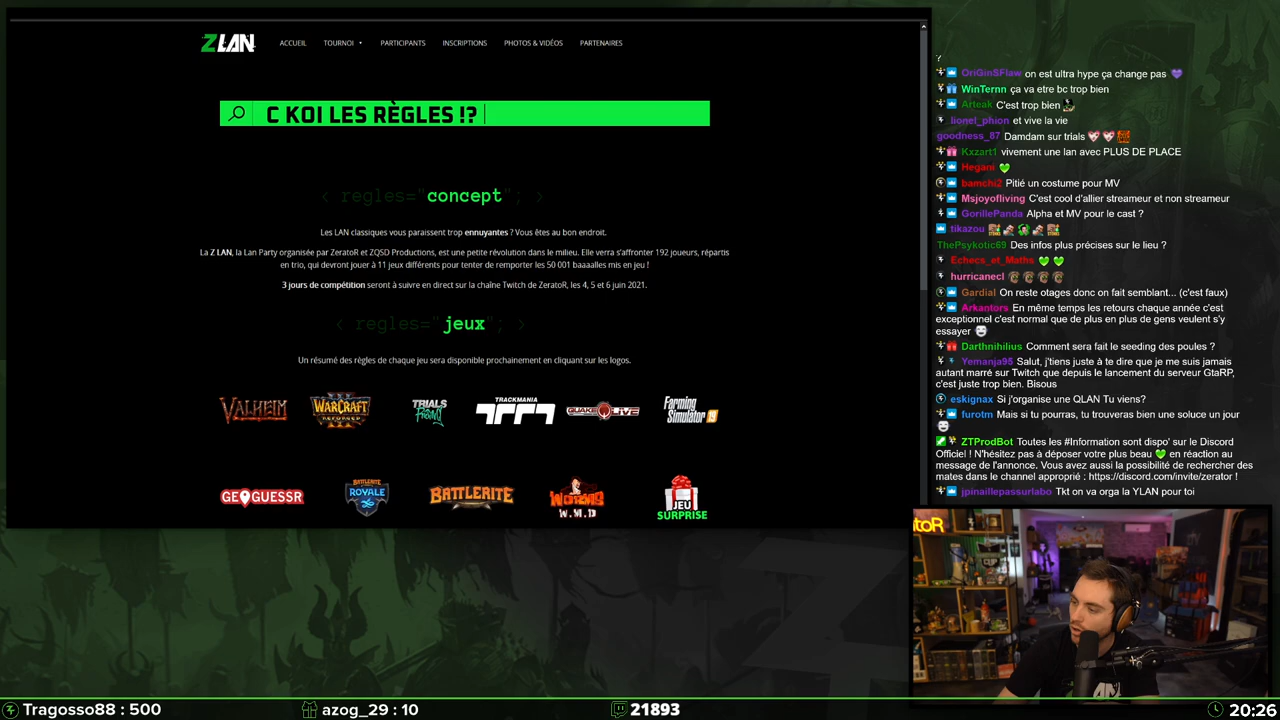 Z LAN
ACCUEIL TOURNOI PARTICIPANTS INSCRIPTIONS PHOTOS & VIDÉOS PARTENAIRES
C KOI LES RÈGLES !?
< regles="concept"; >
Les LAN classiques vous paraissent trop ennuyantes ? Vous êtes au bon endroit.
La Z LAN, la Lan Party organisée par ZeratoR et ZQSD Productions, est une petite révolution dans le milieu. Elle verra s'affronter 192 joueurs, répartis
en trio, qui devront jouer à 11 jeux différents pour tenter de remporter les 50 001 baaaalles mis en jeu !
3 jours de compétition seront à suivre en direct sur la chaîne Twitch de ZeratoR, les 4, 5 et 6 juin 2021.
< regles="jeux"; >
Un résumé des règles de chaque jeu sera disponible prochainement en cliquant sur les logos.
VALHEIM
WARCRAFT
III
REFORGED
TRIALS
Rising
TRACKMANIA
QUAKE LIVE
Farming
Simulator 19
GEOGUESSR
BATTLERITE
ROYALE
BATTLERITE
WORMS
W.M.D
JEU
SURPRISE
?
OriGinSFlaw on est ultra hype ça change pas
WinTernn ça va etre bc trop bien
Arteak C'est trop bien
lionel_phion et vive la vie
goodness_87 Damdam sur trials
Kxzart1 vivement une lan avec PLUS DE PLACE
Hegani
bamchi2 Pitié un costume pour MV
Msjoyofliving C'est cool d'allier streameur et non streameur
GorillePanda Alpha et MV pour le cast ?
tikazou
ThePsykotic69 Des infos plus précises sur le lieu ?
Echecs_et_Maths
hurricanecl
Gardial On reste otages donc on fait semblant... (c'est faux)
Arkantors En même temps les retours chaque année c'est
exceptionnel c'est normal que de plus en plus de gens veulent s'y
essayer
Darthnihilius Comment sera fait le seeding des poules ?
Yemanja95 Salut, j'tiens juste à te dire que je me suis jamais
autant marré sur Twitch que depuis le lancement du serveur GtaRP,
c'est juste trop bien. Bisous
eskignax Si j'organise une QLAN Tu viens?
furotm Mais si tu pourras, tu trouveras bien une soluce un jour
ZTProdBot Toutes les #Information sont dispo' sur le Discord
Officiel ! N'hésitez pas à déposer votre plus beau 💚 en réaction au
message de l'annonce. Vous avez aussi la possibilité de rechercher des
mates dans le channel approprié : https://discord.com/invite/zerator !
jpinaillepassurlabo Tkt on va orga la YLAN pour toi
toR
Tragosso88 : 500 azog_29 : 10 21893 20:26